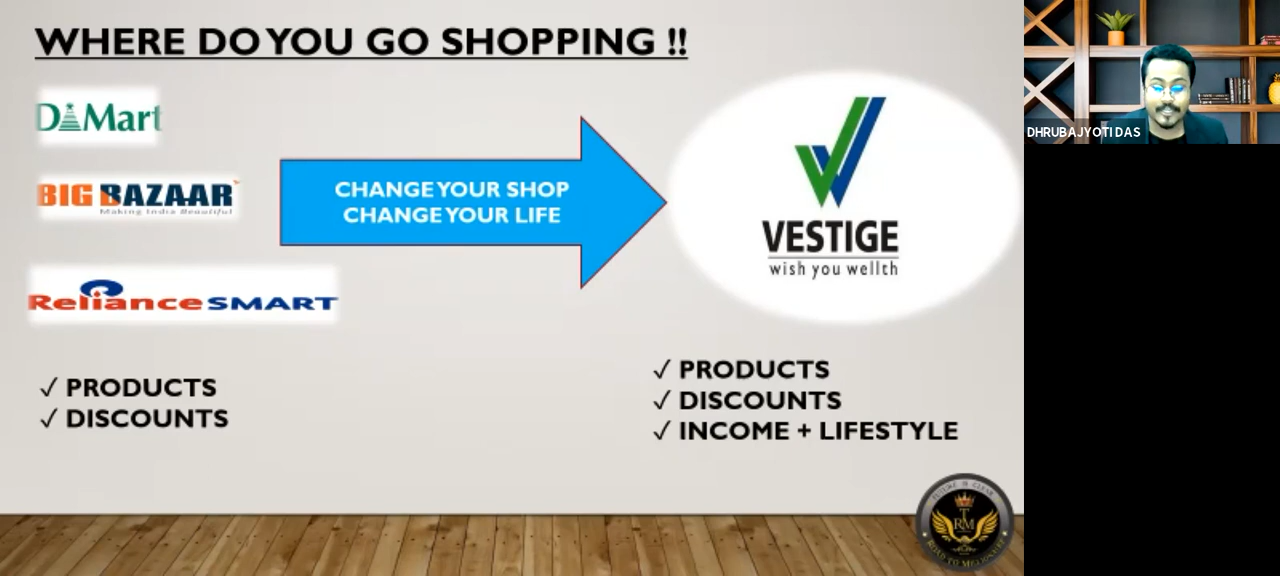 WHERE DO YOU GO SHOPPING !!
DMart
BIG BAZAAR
Making India Beautiful
Reliance SMART
CHANGE YOUR SHOP
CHANGE YOUR LIFE
VESTIGE
wish you wellth
✓ PRODUCTS
✓ DISCOUNTS
✓ PRODUCTS
✓ DISCOUNTS
✓ INCOME + LIFESTYLE
TRM
DHRUBAJYOTI DAS